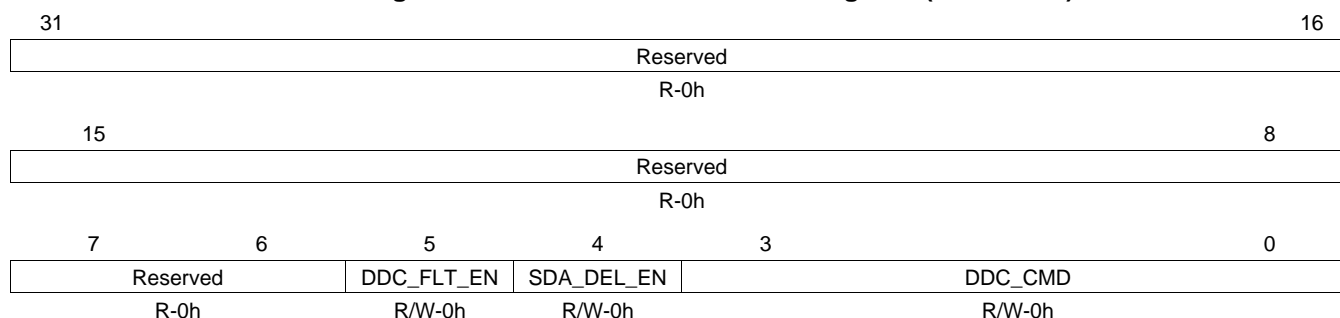 31 16
Reserved
R-0h
15 8
Reserved
R-0h
7 6 5 4 3 0
Reserved DDC_FLT_EN SDA_DEL_EN DDC_CMD
R-0h R/W-0h R/W-0h R/W-0h